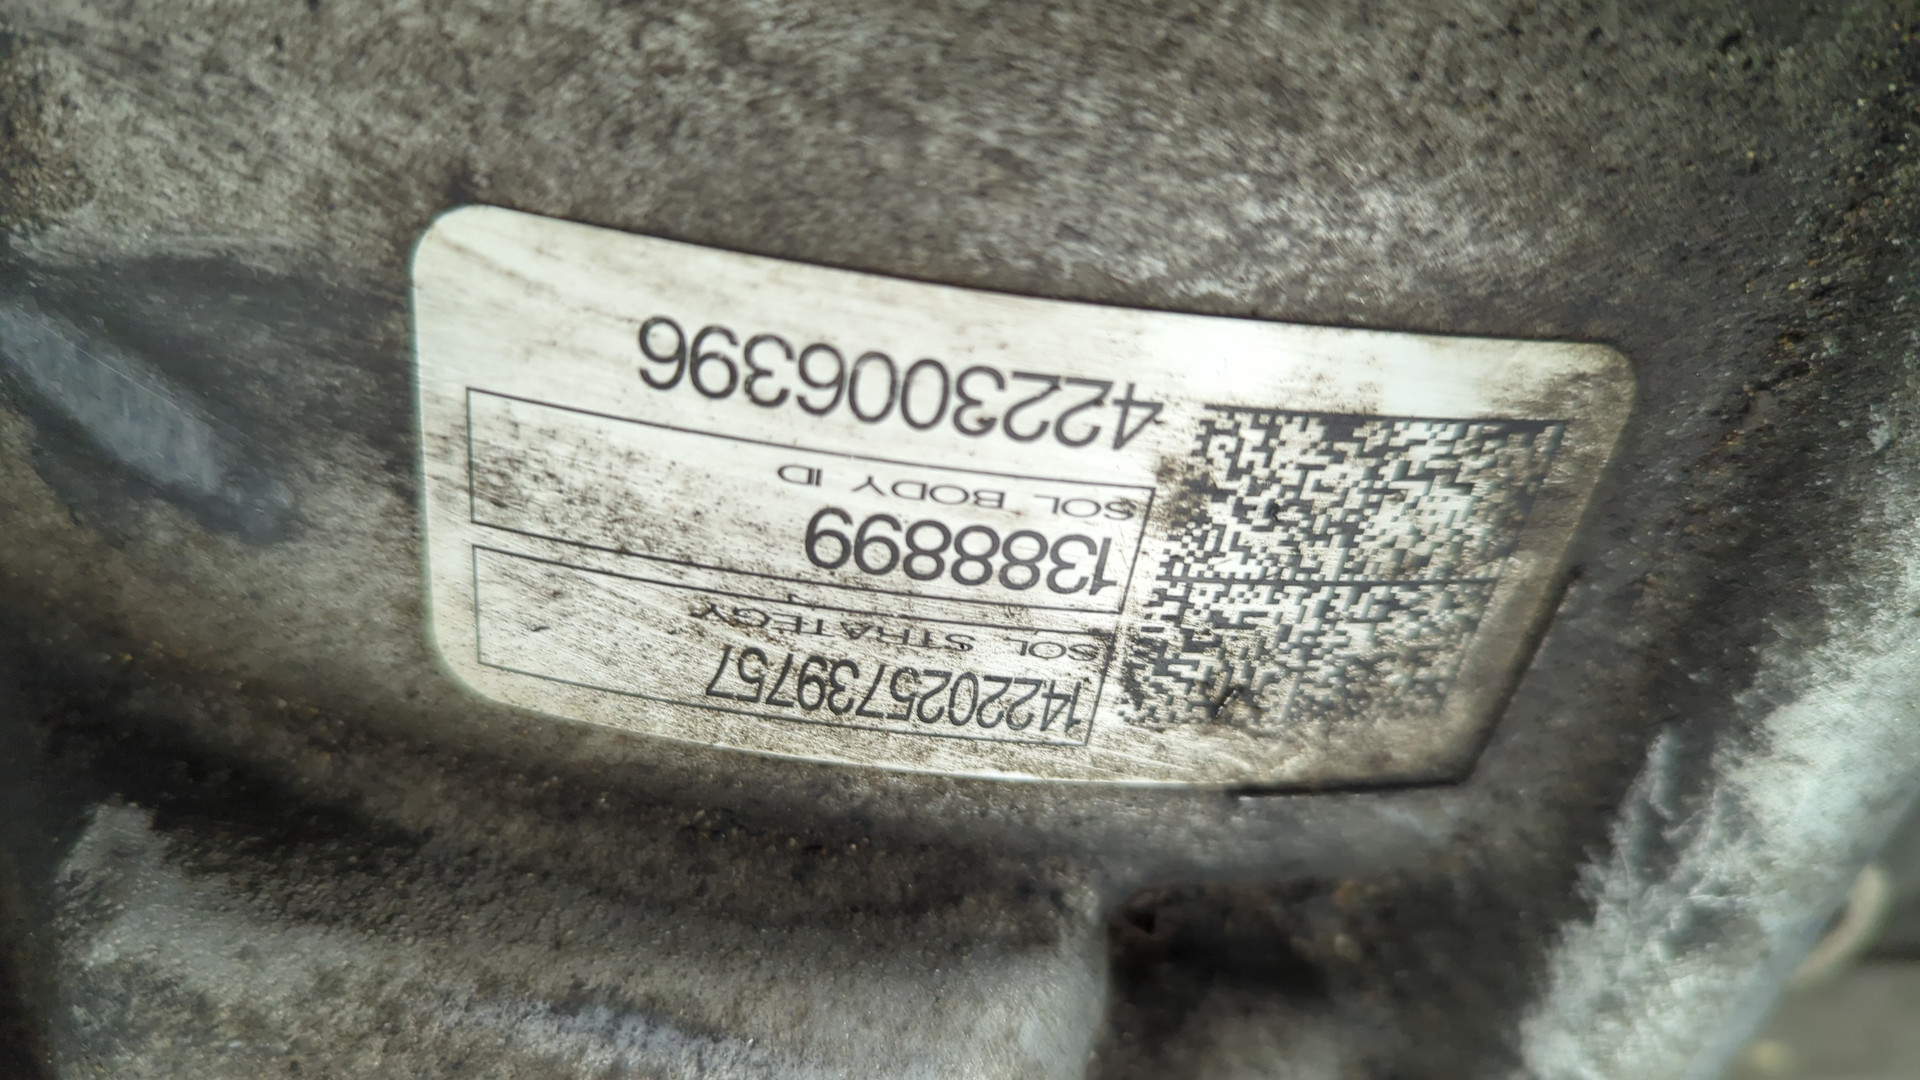 1422025739757
SOL STRATEGY
1388899
SOL BODY ID
4223006396